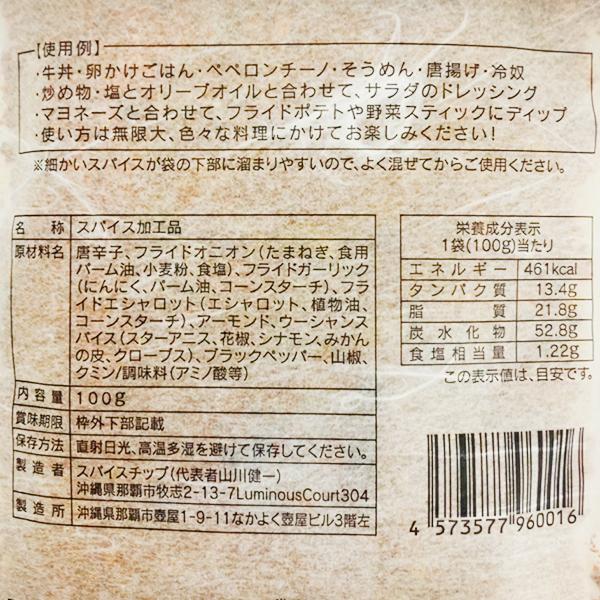 【使用例】
・牛丼・卵かけごはん・ペペロンチーノ・そうめん・唐揚げ・冷奴
・炒め物・塩とオリーブオイルと合わせて、サラダのドレッシング
・マヨネーズと合わせて、フライドポテトや野菜スティックにディップ
・使い方は無限大、色々な料理にかけてお楽しみください!
※細かいスパイスが袋の下部に溜まりやすいので、よく混ぜてからご使用ください。
名称 スパイス加工品
原材料名 唐辛子、フライドオニオン(たまねぎ、食用
パーム油、小麦粉、食塩)、フライドガーリック
(にんにく、パーム油、コーンスターチ)、フラ
イドエシャロット(エシャロット、植物油、
コーンスターチ)、アーモンド、ウーシャンス
パイス(スターアニス、花椒、シナモン、みかん
の皮、クローブス)、ブラックペッパー、山椒、
クミン/調味料(アミノ酸等)
内容量 100g
賞味期限 枠外下部記載
保存方法 直射日光、高温多湿を避けて保存してください。
製造者 スパイスチップ(代表者山川健一)
沖縄県那覇市牧志2-13-7LuminousCourt304
製造所 沖縄県那覇市壺屋1-9-11なかよく壺屋ビル3階左
栄養成分表示
1袋(100g)当たり
エネルギー 461kcal
タンパク質 13.4g
脂質 21.8g
炭水化物 52.8g
食塩相当量 1.22g
この表示値は、目安です。
4 573577 960016